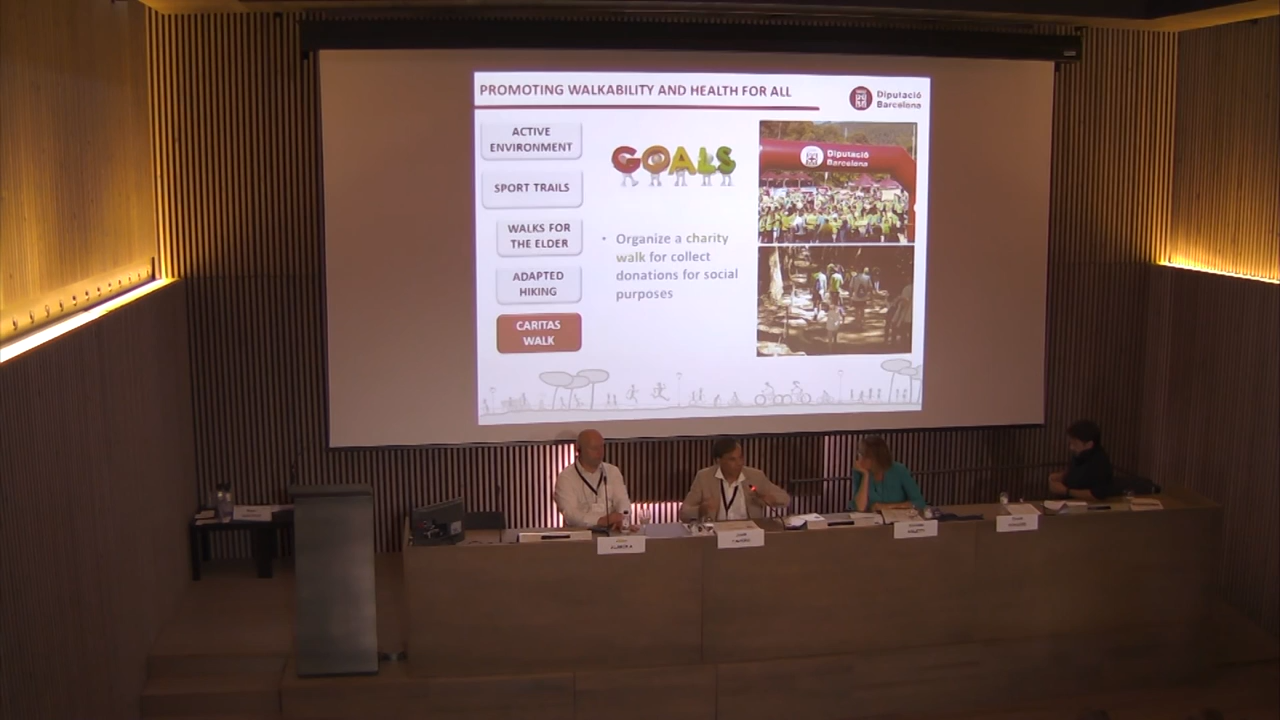 PROMOTING WALKABILITY AND HEALTH FOR ALL
Diputació
Barcelona
ACTIVE
ENVIRONMENT
SPORT TRAILS
WALKS FOR
THE ELDER
ADAPTED
HIKING
CARITAS
WALK
GOALS
• Organize a charity
walk for collect
donations for social
purposes
Diputació
Barcelona